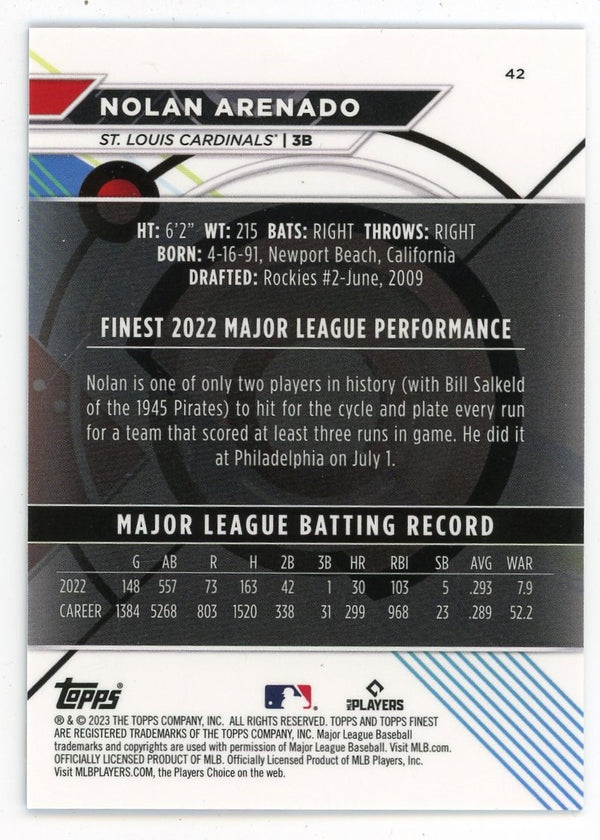 42
NOLAN ARENADO
ST. LOUIS CARDINALS® | 3B
HT: 6'2" WT: 215 BATS: RIGHT THROWS: RIGHT
BORN: 4-16-91, Newport Beach, California
DRAFTED: Rockies #2-June, 2009
FINEST 2022 MAJOR LEAGUE PERFORMANCE
Nolan is one of only two players in history (with Bill Salkeld
of the 1945 Pirates) to hit for the cycle and plate every run
for a team that scored at least three runs in game. He did it
at Philadelphia on July 1.
MAJOR LEAGUE BATTING RECORD
G AB R H 2B 3B HR RBI SB AVG WAR
2022 148 557 73 163 42 1 30 103 5 .293 7.9
CAREER 1384 5268 803 1520 338 31 299 968 23 .289 52.2
topps®
MLB PLAYERS
® & © 2023 THE TOPPS COMPANY, INC. ALL RIGHTS RESERVED. TOPPS AND TOPPS FINEST
ARE REGISTERED TRADEMARKS OF THE TOPPS COMPANY, INC. Major League Baseball
trademarks and copyrights are used with permission of Major League Baseball. Visit MLB.com.
OFFICIALLY LICENSED PRODUCT OF MLB. Officially Licensed Product of MLB Players, Inc.
Visit MLBPLAYERS.COM, the Players Choice on the web.